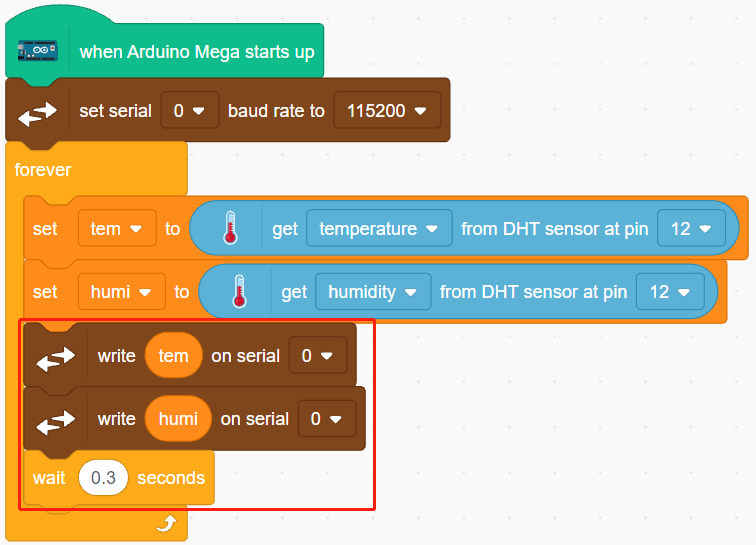 when Arduino Mega starts up
set serial 0 baud rate to 115200
forever
set tem to get temperature from DHT sensor at pin 12
set humi to get humidity from DHT sensor at pin 12
write tem on serial 0
write humi on serial 0
wait 0.3 seconds